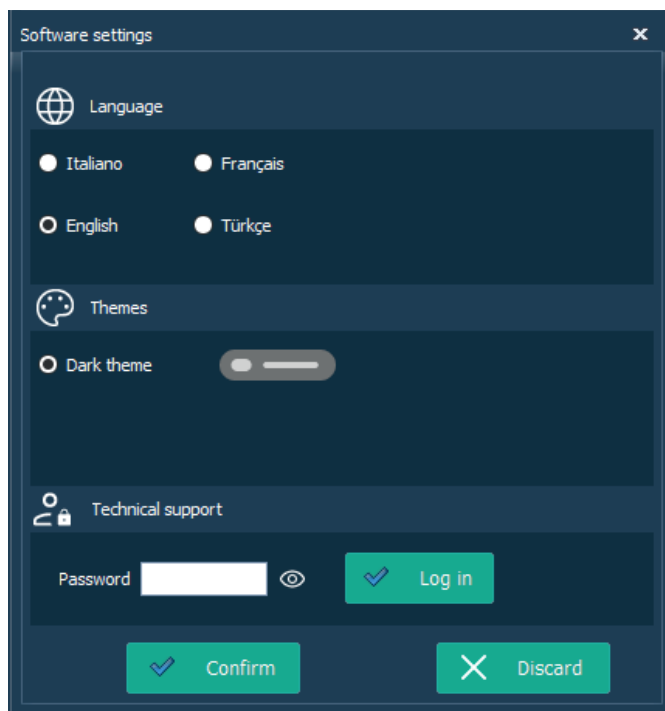 Software settings
Language
Italiano Français
English Türkçe
Themes
Dark theme
Technical support
Password Log in
Confirm Discard